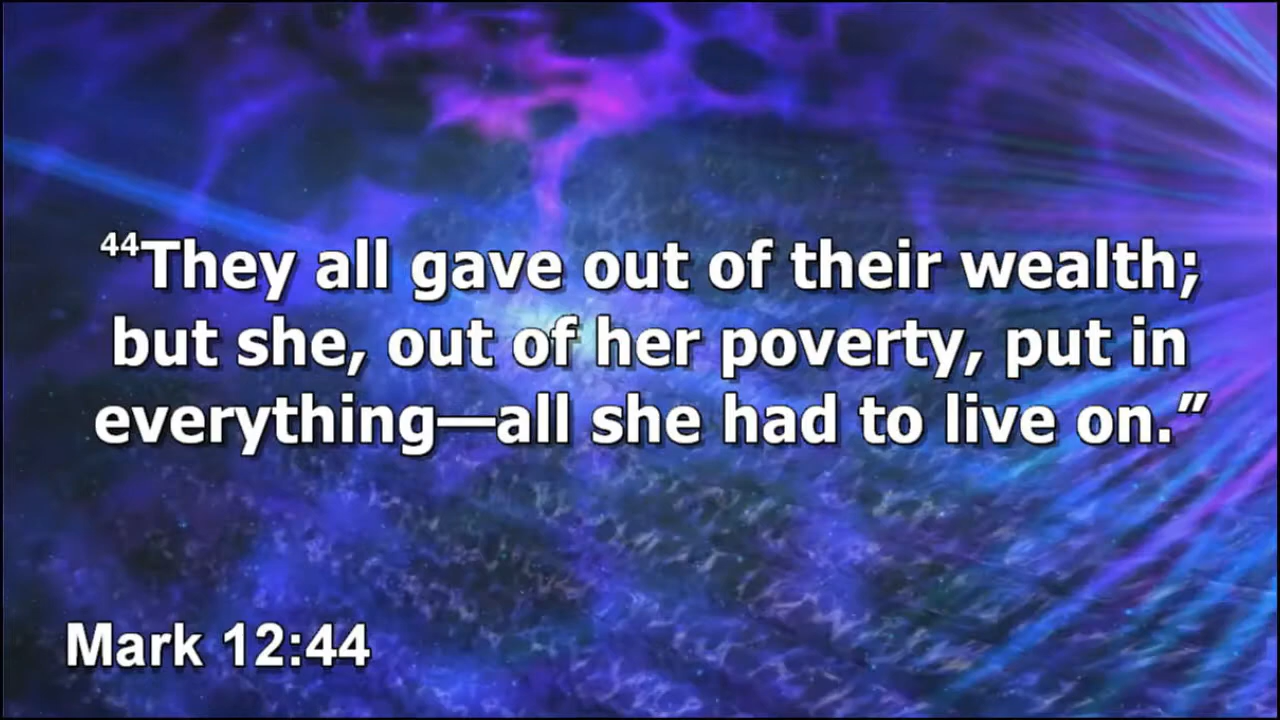 44"They all gave out of their wealth;
but she, out of her poverty, put in
everything—all she had to live on."
Mark 12:44